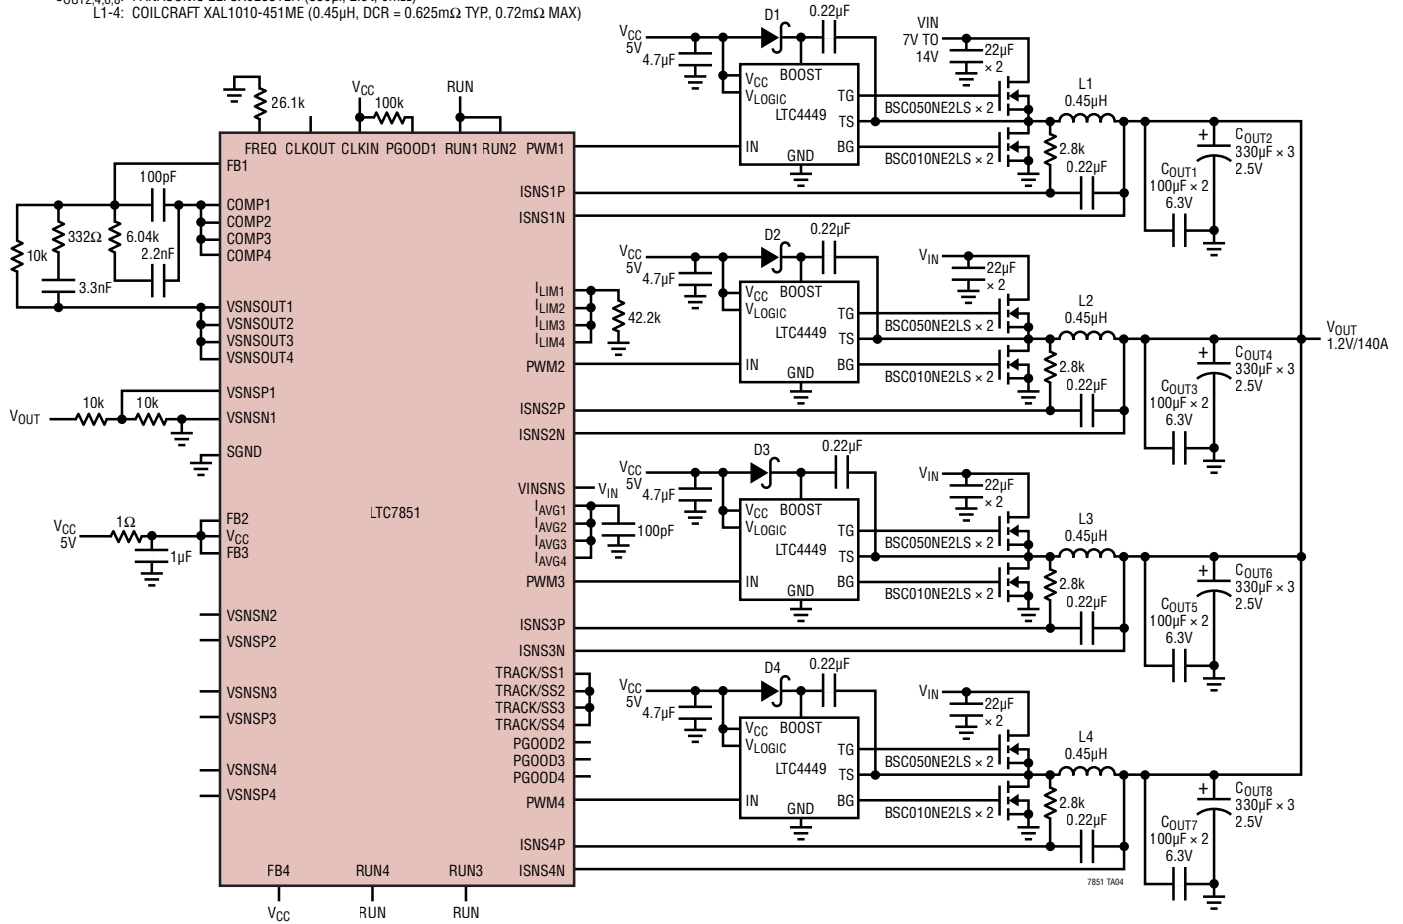 L1-4: COILCRAFT XAL1010-451ME (0.45µH, DCR = 0.625mΩ TYP., 0.72mΩ MAX)
26.1k
VCC
100k
RUN
FREQ CLKOUT CLKIN PGOOD1 RUN1 RUN2 PWM1
FB1
100pF
COMP1
COMP2
COMP3
COMP4
10k
332Ω
6.04k
2.2nF
3.3nF
VSNSOUT1
VSNSOUT2
VSNSOUT3
VSNSOUT4
VSNSP1
VOUT
10k
10k
VSNSN1
SGND
LTC7851
VCC
5V
1Ω
1µF
FB2
VCC
FB3
VSNSN2
VSNSP2
VSNSN3
VSNSP3
VSNSN4
VSNSP4
FB4
VCC
RUN4
RUN
RUN3
RUN
ISNS1P
ISNS1N
ILIM1
ILIM2
ILIM3
ILIM4
42.2k
PWM2
ISNS2P
ISNS2N
VINSNS
VIN
IAVG1
IAVG2
IAVG3
IAVG4
100pF
PWM3
ISNS3P
ISNS3N
TRACK/SS1
TRACK/SS2
TRACK/SS3
TRACK/SS4
PGOOD2
PGOOD3
PGOOD4
PWM4
ISNS4P
ISNS4N
VCC
5V
4.7µF
D1
0.22µF
VCC
VLOGIC
BOOST
LTC4449
TG
TS
BG
IN
GND
VIN
7V TO
14V
22µF
× 2
BSC050NE2LS × 2
BSC010NE2LS × 2
L1
0.45µH
2.8k
0.22µF
COUT1
100µF × 2
6.3V
+
COUT2
330µF × 3
2.5V
VCC
5V
4.7µF
D2
0.22µF
VCC
VLOGIC
BOOST
LTC4449
TG
TS
BG
IN
GND
VIN
22µF
× 2
BSC050NE2LS × 2
BSC010NE2LS × 2
L2
0.45µH
2.8k
0.22µF
COUT3
100µF × 2
6.3V
+
COUT4
330µF × 3
2.5V
VOUT
1.2V/140A
VCC
5V
4.7µF
D3
0.22µF
VCC
VLOGIC
BOOST
LTC4449
TG
TS
BG
IN
GND
VIN
22µF
× 2
BSC050NE2LS × 2
BSC010NE2LS × 2
L3
0.45µH
2.8k
0.22µF
COUT5
100µF × 2
6.3V
+
COUT6
330µF × 3
2.5V
VCC
5V
4.7µF
D4
0.22µF
VCC
VLOGIC
BOOST
LTC4449
TG
TS
BG
IN
GND
VIN
22µF
× 2
BSC050NE2LS × 2
BSC010NE2LS × 2
L4
0.45µH
2.8k
0.22µF
COUT7
100µF × 2
6.3V
+
COUT8
330µF × 3
2.5V
7851 TA04